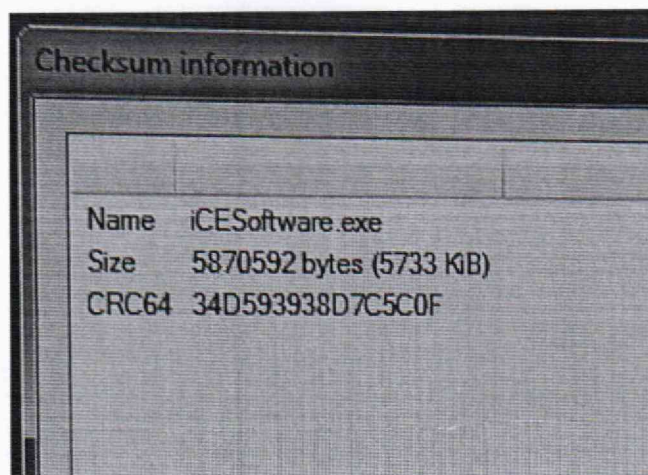 Checksum information
Name iCESoftware.exe
Size 5870592 bytes (5733 KiB)
CRC64 34D593938D7C5C0F